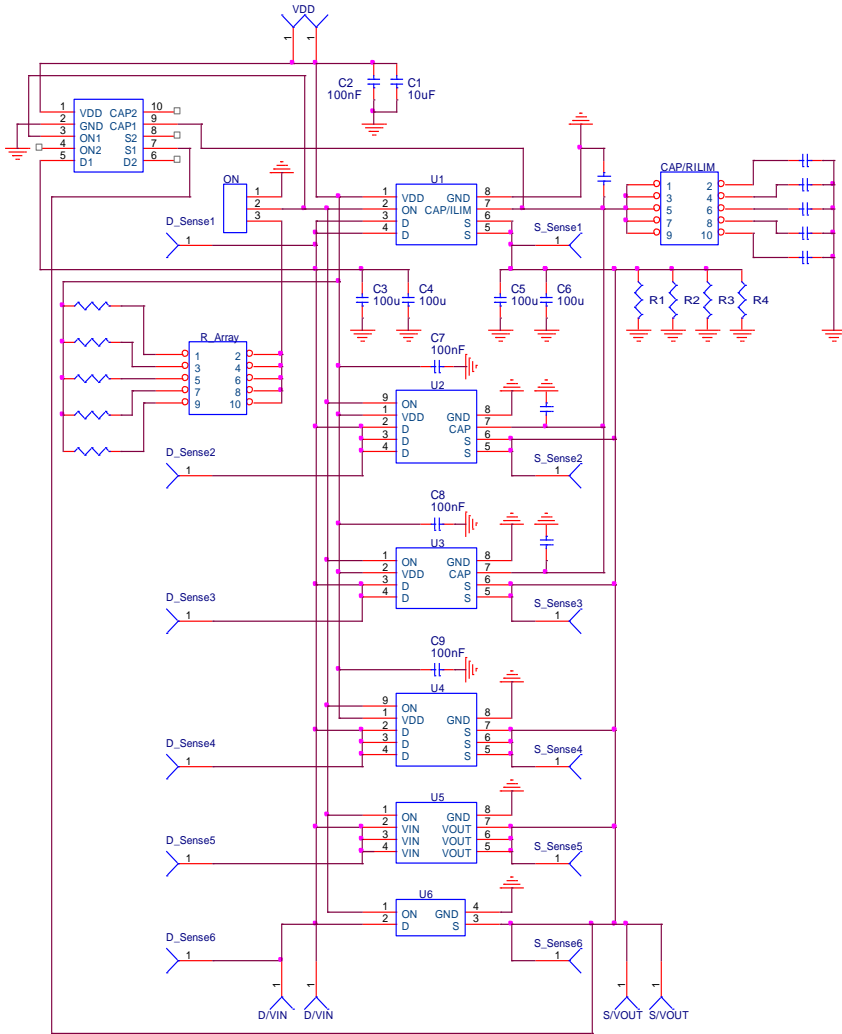 VDD
1 1
C2 100nF
C1 10uF
1 VDD CAP2 10
2 GND CAP1 9
3 ON1 S2 8
4 ON2 S1 7
5 D1 D2 6
ON
1
2
3
U1
1 VDD GND 8
2 ON CAP/ILIM 7
3 D S 6
4 D S 5
D_Sense1
1
S_Sense1
1
CAP/RILIM
1 2
3 4
5 6
7 8
9 10
C3 100u
C4 100u
C5 100u
C6 100u
R1 R2 R3 R4
R_Array
1 2
3 4
5 6
7 8
9 10
C7
100nF
U2
9 ON
1 VDD GND 8
2 D CAP 7
3 D S 6
4 D S 5
D_Sense2
1
S_Sense2
1
C8
100nF
U3
1 ON GND 8
2 VDD CAP 7
3 D S 6
4 D S 5
D_Sense3
1
S_Sense3
1
C9
100nF
U4
9 ON
1 VDD GND 8
2 D S 7
3 D S 6
4 D S 5
D_Sense4
1
S_Sense4
1
U5
1 ON GND 8
2 VIN VOUT 7
3 VIN VOUT 6
4 VIN VOUT 5
D_Sense5
1
S_Sense5
1
U6
1 ON GND 4
2 D S 3
D_Sense6
1
S_Sense6
1
1 1 1 1
D/VIN D/VIN S/VOUT S/VOUT